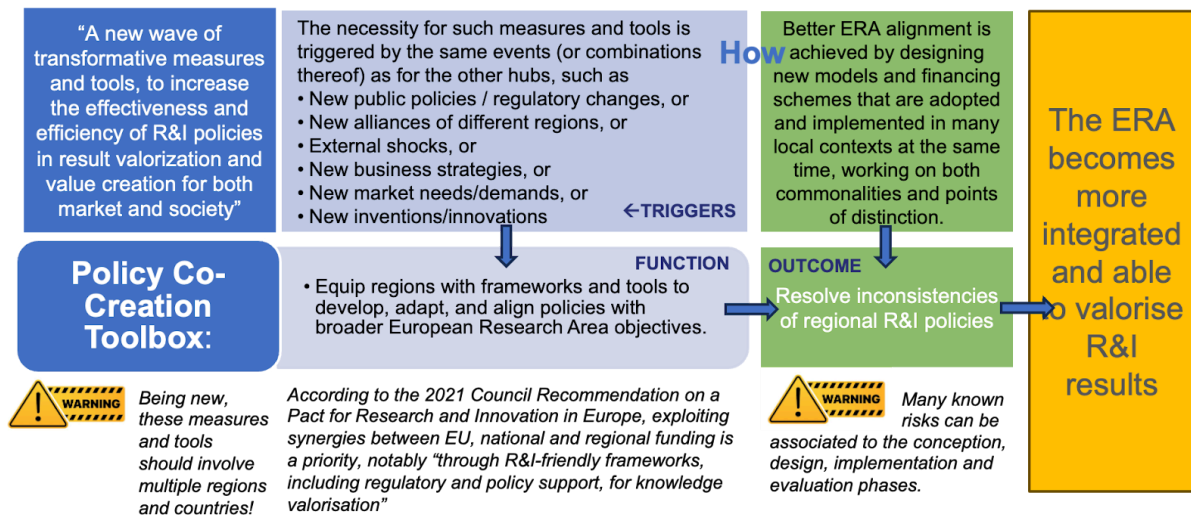 “A new wave of
transformative measures
and tools, to increase
the effectiveness and
efficiency of R&I policies
in result valorization and
value creation for both
market and society”
The necessity for such measures and tools is
triggered by the same events (or combinations
thereof) as for the other hubs, such as
• New public policies / regulatory changes, or
• New alliances of different regions, or
• External shocks, or
• New business strategies, or
• New market needs/demands, or
• New inventions/innovations
←TRIGGERS
How
Better ERA alignment is
achieved by designing
new models and financing
schemes that are adopted
and implemented in many
local contexts at the same
time, working on both
commonalities and points
of distinction.
The ERA
becomes
more
integrated
and able
to valorise
R&I
results
Policy Co-
Creation
Toolbox:
FUNCTION
• Equip regions with frameworks and tools to
develop, adapt, and align policies with
broader European Research Area objectives.
OUTCOME
Resolve inconsistencies
of regional R&I policies
WARNING
Being new,
these measures
and tools
should involve
multiple regions
and countries!
According to the 2021 Council Recommendation on a
Pact for Research and Innovation in Europe, exploiting
synergies between EU, national and regional funding is
a priority, notably “through R&I-friendly frameworks,
including regulatory and policy support, for knowledge
valorisation”
WARNING
Many known
risks can be
associated to the conception,
design, implementation and
evaluation phases.